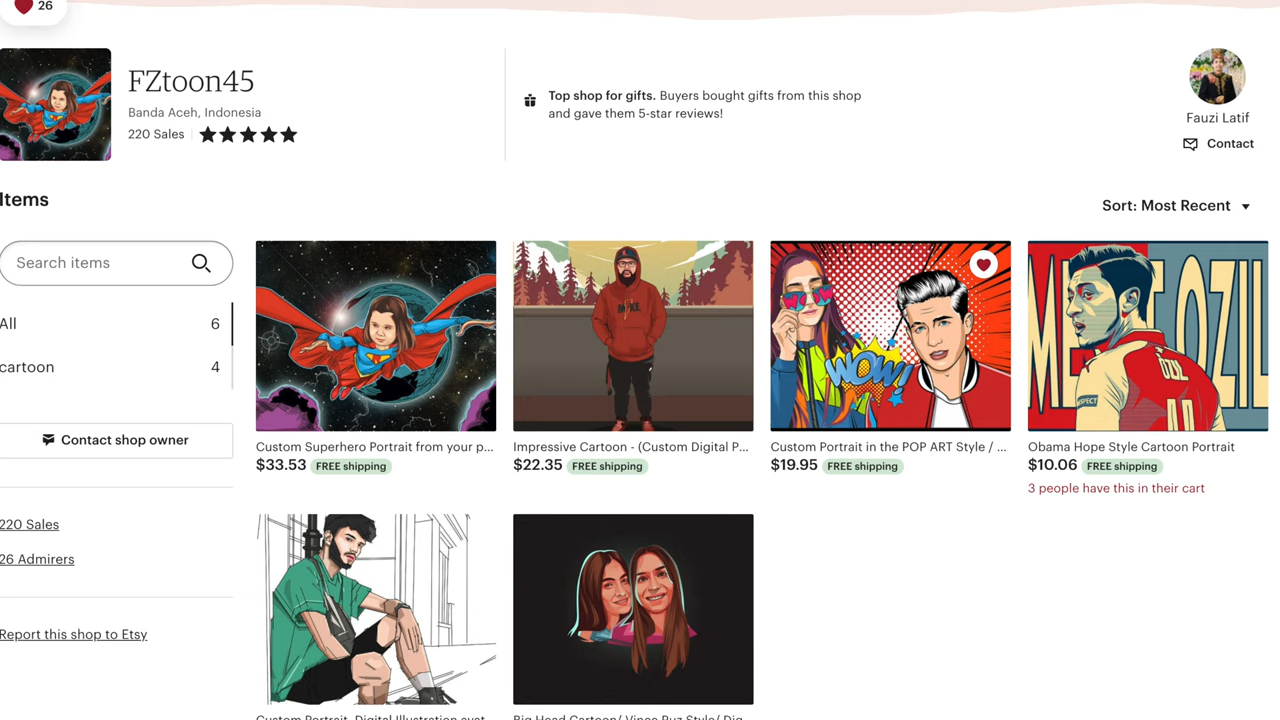 26
FZtoon45
Banda Aceh, Indonesia
220 Sales
Top shop for gifts. Buyers bought gifts from this shop
and gave them 5-star reviews!
Fauzi Latif
Contact
Items
Sort: Most Recent
Search items
All 6
cartoon 4
Contact shop owner
220 Sales
26 Admirers
Report this shop to Etsy
WOW!
ÖZIL
11
Custom Superhero Portrait from your p...
$33.53 FREE shipping
Impressive Cartoon - (Custom Digital P...
$22.35 FREE shipping
Custom Portrait in the POP ART Style / ...
$19.95 FREE shipping
Obama Hope Style Cartoon Portrait
$10.06 FREE shipping
3 people have this in their cart